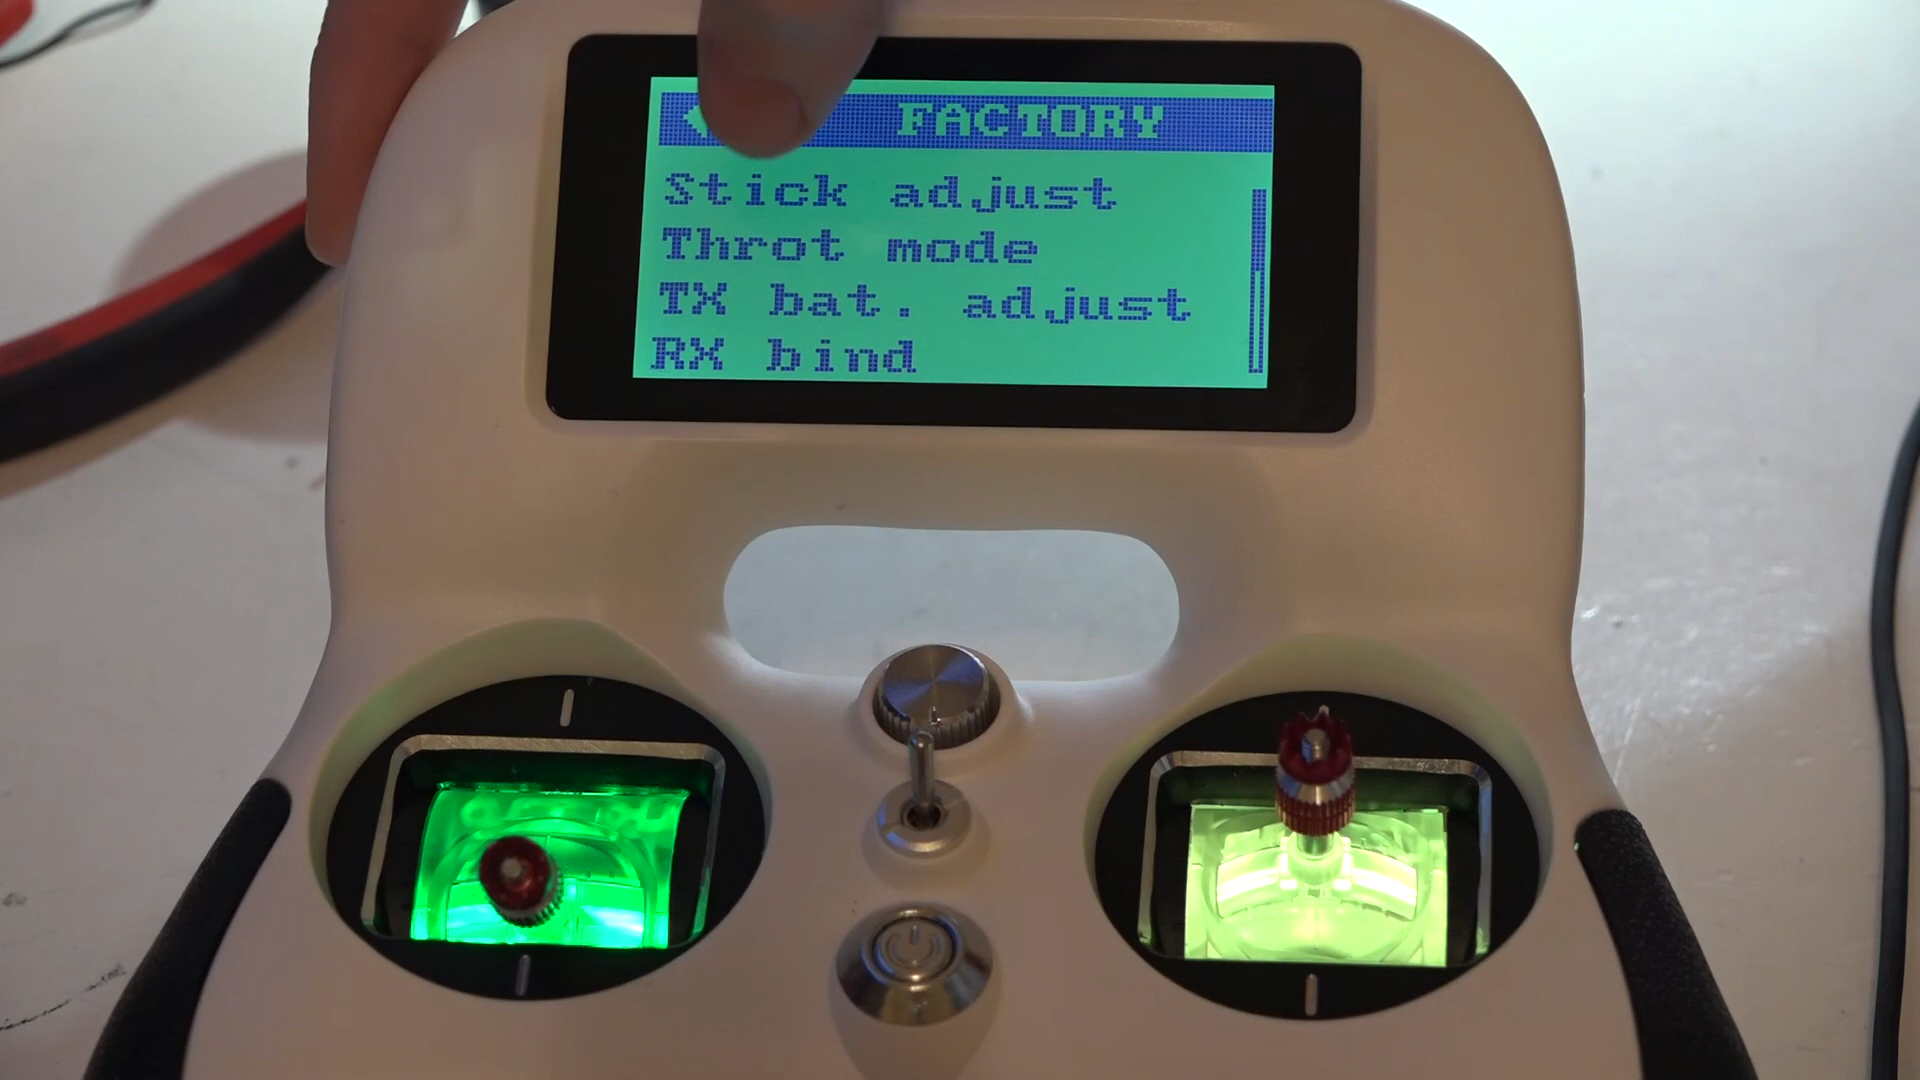 FACTORY
Stick adjust
Throt mode
TX bat. adjust
RX bind